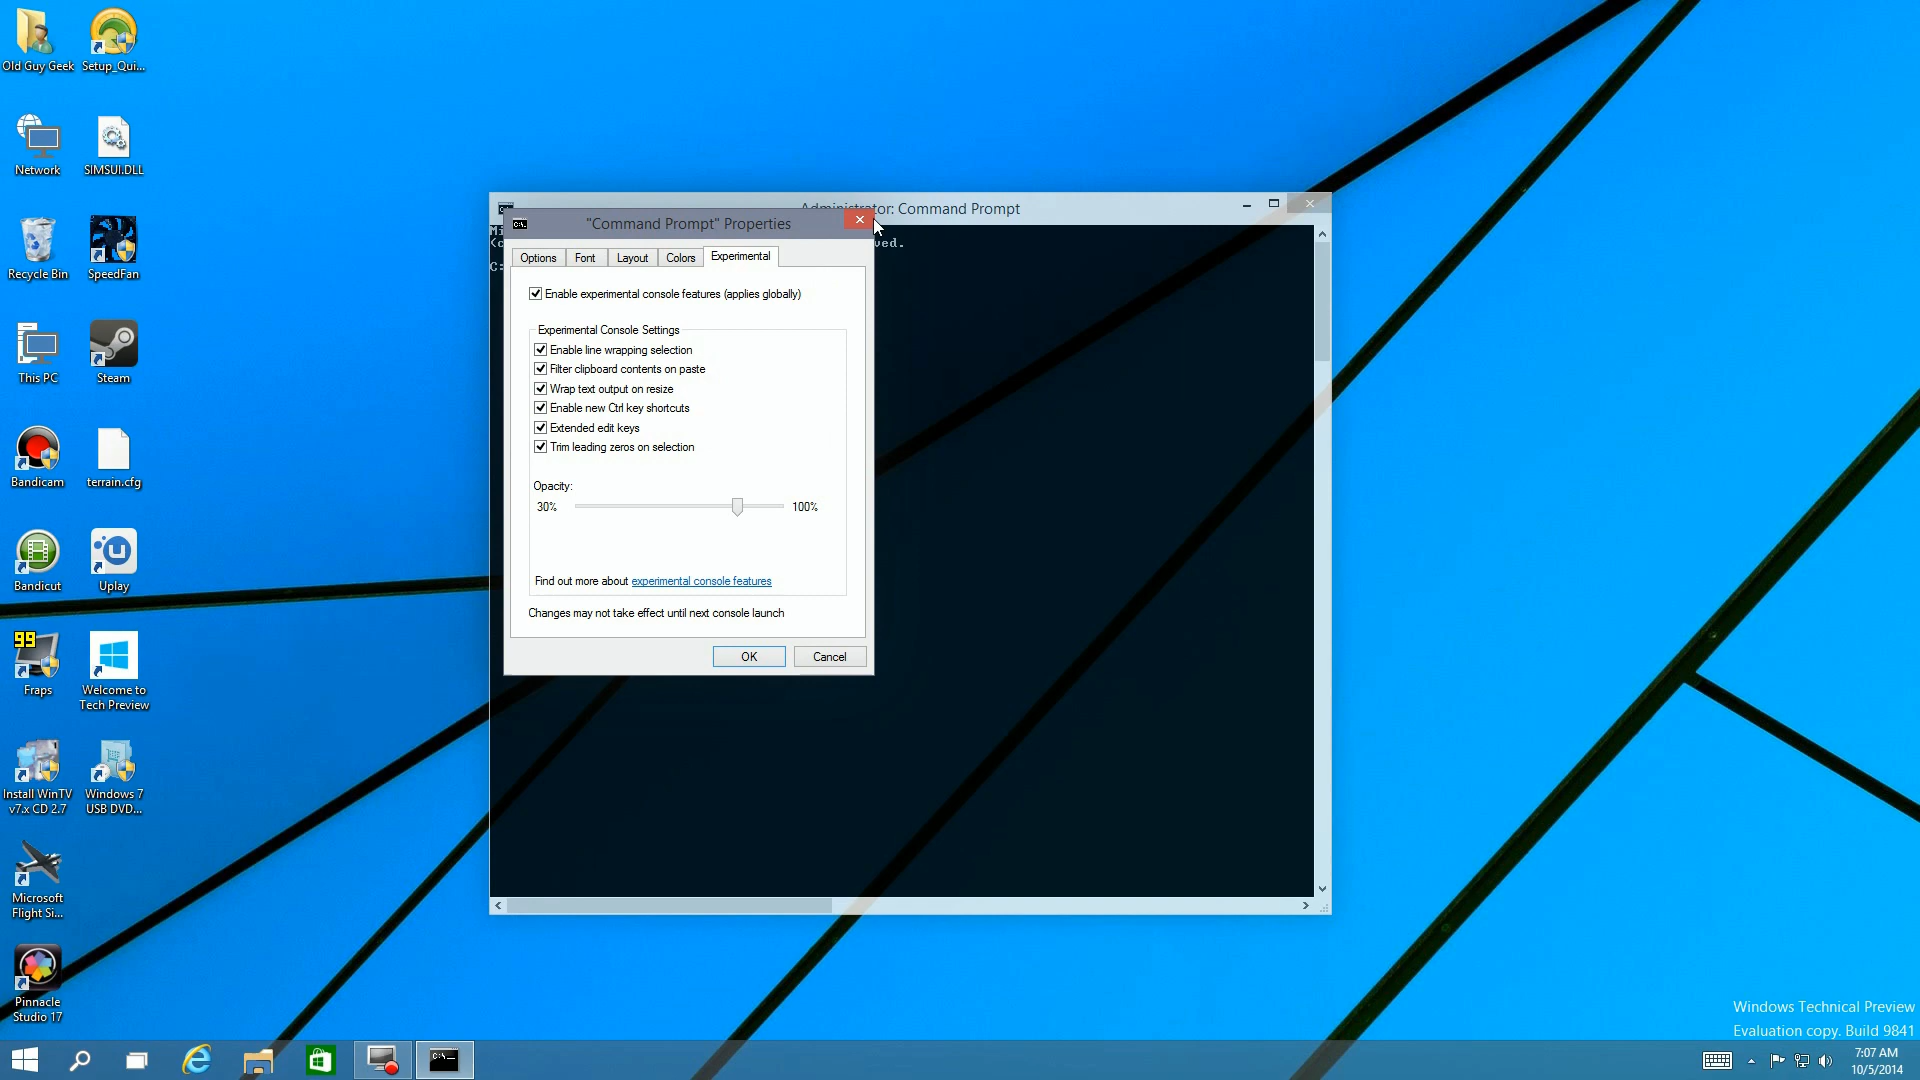 Old Guy Geek
Setup_Qui...
Network
SIMSUI.DLL
Recycle Bin
SpeedFan
This PC
Steam
Bandicam
terrain.cfg
Bandicut
Uplay
99
Fraps
Welcome to
Tech Preview
Install WinTV
v7.x CD 2.7
Windows 7
USB DVD...
Microsoft
Flight Si...
Pinnacle
Studio 17
Administrator: Command Prompt
Mi
(c
ved.
C:
"Command Prompt" Properties
Options
Font
Layout
Colors
Experimental
Enable experimental console features (applies globally)
Experimental Console Settings
Enable line wrapping selection
Filter clipboard contents on paste
Wrap text output on resize
Enable new Ctrl key shortcuts
Extended edit keys
Trim leading zeros on selection
Opacity:
30%
100%
Find out more about experimental console features
Changes may not take effect until next console launch
OK
Cancel
Windows Technical Preview
Evaluation copy. Build 9841
7:07 AM
10/5/2014